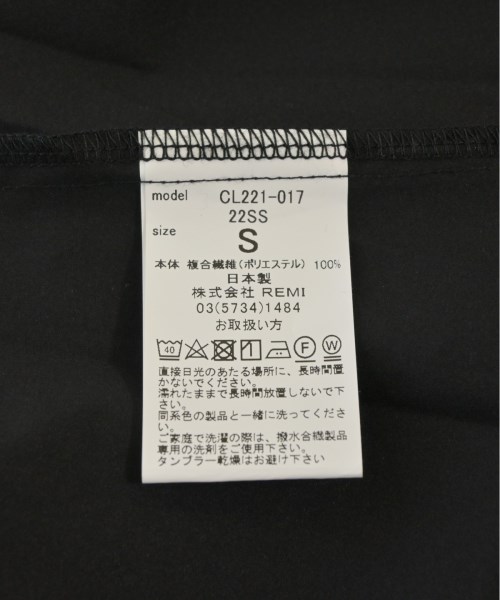 model CL221-017
22SS
size S
本体 複合繊維(ポリエステル) 100%
日本製
株式会社 REMI
03(5734)1484
お取扱い方
40 1 F W
直接日光のあたる場所に、長時間置
かないでください。
濡れたままで長時間放置しないで下
さい。
同系色の製品と一緒に洗ってくださ
い。
ご家庭で洗濯の際は、撥水合繊製品
専用の洗剤をご使用下さい。
タンブラー乾燥はお避け下さい